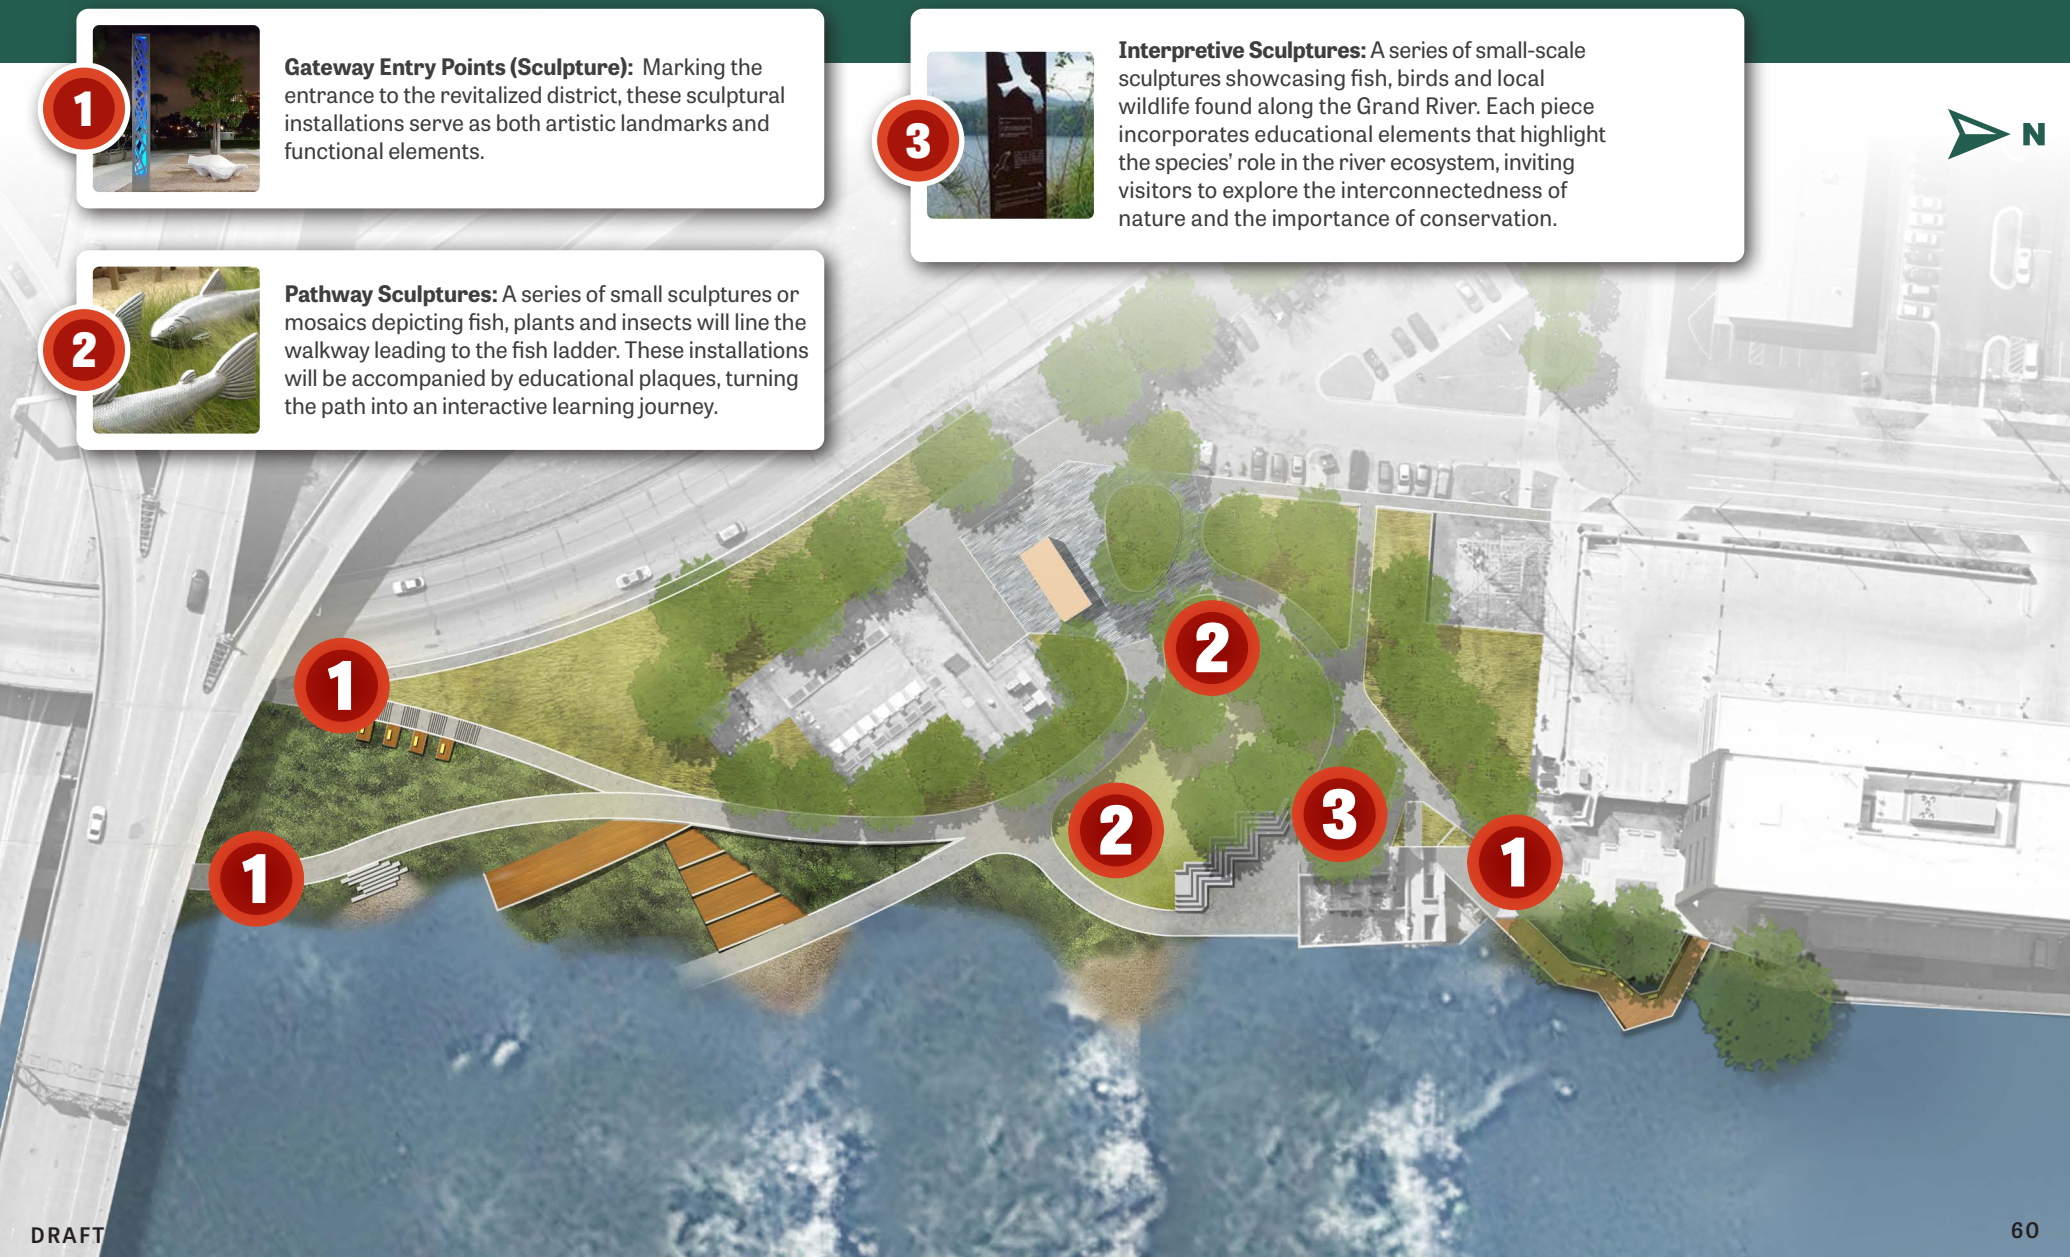 1
Gateway Entry Points (Sculpture): Marking the
entrance to the revitalized district, these sculptural
installations serve as both artistic landmarks and
functional elements.
2
Pathway Sculptures: A series of small sculptures or
mosaics depicting fish, plants and insects will line the
walkway leading to the fish ladder. These installations
will be accompanied by educational plaques, turning
the path into an interactive learning journey.
3
Interpretive Sculptures: A series of small-scale
sculptures showcasing fish, birds and local
wildlife found along the Grand River. Each piece
incorporates educational elements that highlight
the species’ role in the river ecosystem, inviting
visitors to explore the interconnectedness of
nature and the importance of conservation.
N
2
1
3
2
1
1
DRAFT
60